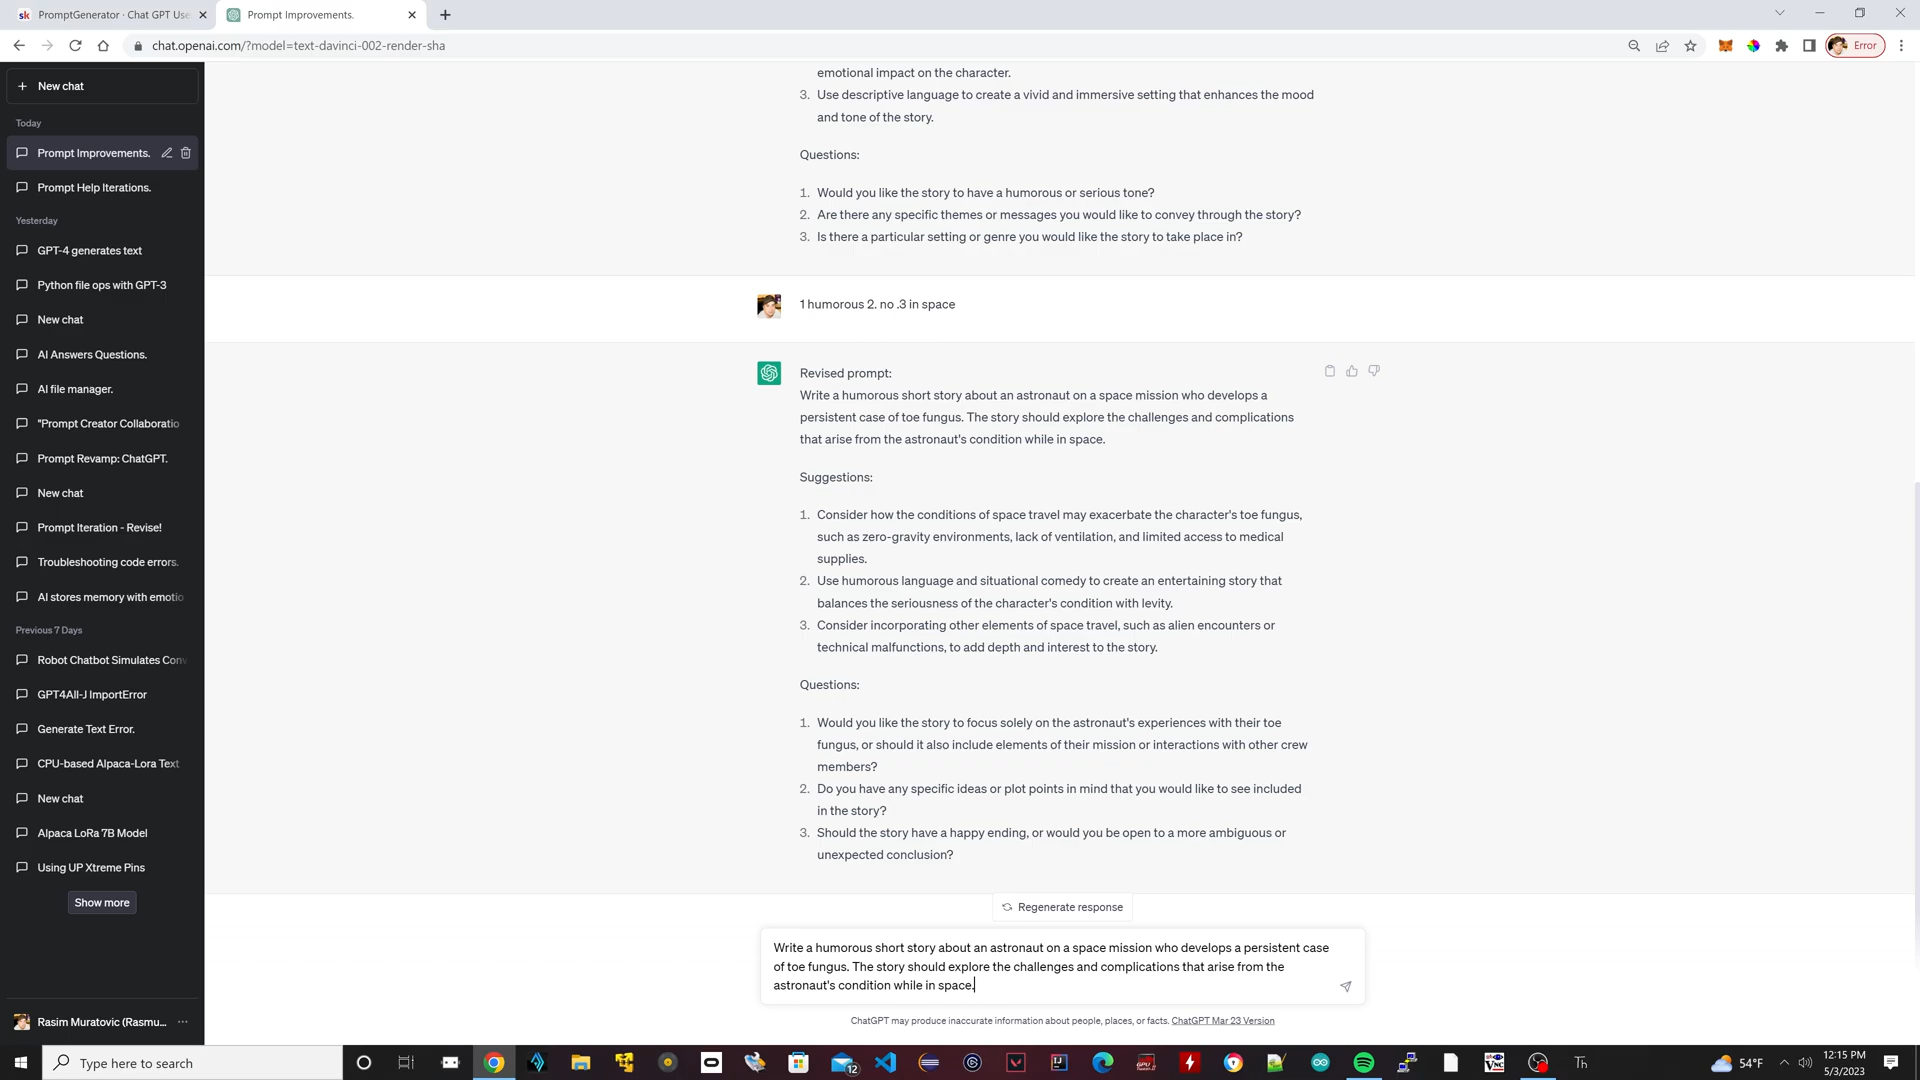 PromptGenerator · Chat GPT Use
Prompt Improvements.
chat.openai.com/?model=text-davinci-002-render-sha
Error
New chat
Today
Prompt Improvements.
Prompt Help Iterations.
Yesterday
GPT-4 generates text
Python file ops with GPT-3
New chat
AI Answers Questions.
AI file manager.
"Prompt Creator Collaboratio
Prompt Revamp: ChatGPT.
New chat
Prompt Iteration - Revise!
Troubleshooting code errors.
AI stores memory with emotio
Previous 7 Days
Robot Chatbot Simulates Conv
GPT4All-J ImportError
Generate Text Error.
CPU-based Alpaca-Lora Text
New chat
Alpaca LoRa 7B Model
Using UP Xtreme Pins
Show more
Rasim Muratovic (Rasmu...
emotional impact on the character.
3. Use descriptive language to create a vivid and immersive setting that enhances the mood
and tone of the story.
Questions:
1. Would you like the story to have a humorous or serious tone?
2. Are there any specific themes or messages you would like to convey through the story?
3. Is there a particular setting or genre you would like the story to take place in?
1 humorous 2. no .3 in space
Revised prompt:
Write a humorous short story about an astronaut on a space mission who develops a
persistent case of toe fungus. The story should explore the challenges and complications
that arise from the astronaut's condition while in space.
Suggestions:
1. Consider how the conditions of space travel may exacerbate the character's toe fungus,
such as zero-gravity environments, lack of ventilation, and limited access to medical
supplies.
2. Use humorous language and situational comedy to create an entertaining story that
balances the seriousness of the character's condition with levity.
3. Consider incorporating other elements of space travel, such as alien encounters or
technical malfunctions, to add depth and interest to the story.
Questions:
1. Would you like the story to focus solely on the astronaut's experiences with their toe
fungus, or should it also include elements of their mission or interactions with other crew
members?
2. Do you have any specific ideas or plot points in mind that you would like to see included
in the story?
3. Should the story have a happy ending, or would you be open to a more ambiguous or
unexpected conclusion?
Regenerate response
Write a humorous short story about an astronaut on a space mission who develops a persistent case
of toe fungus. The story should explore the challenges and complications that arise from the
astronaut's condition while in space.
ChatGPT may produce inaccurate information about people, places, or facts. ChatGPT Mar 23 Version
Type here to search
12
Th
54°F
12:15 PM
5/3/2023